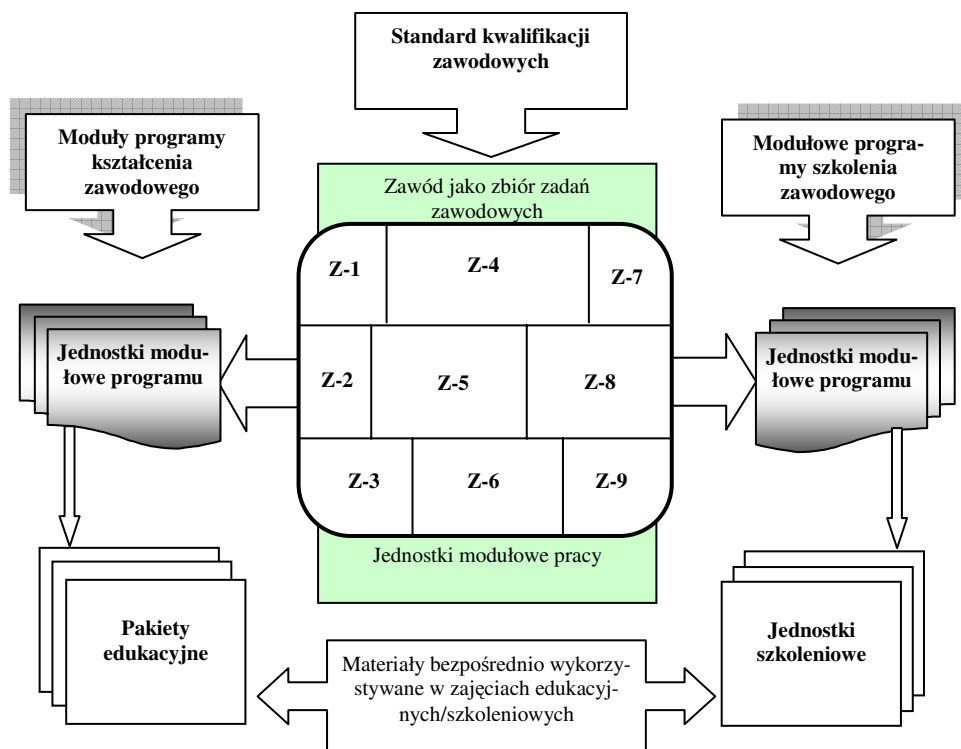 Standard kwalifikacji
zawodowych
Moduły programy
kształcenia
zawodowego
Modułowe progra-
my szkolenia
zawodowego
Zawód jako zbiór zadań
zawodowych
Z-1
Z-4
Z-7
Jednostki modu-
łowe programu
Z-2
Z-5
Z-8
Jednostki modu-
łowe programu
Z-3
Z-6
Z-9
Jednostki modułowe pracy
Pakiety
edukacyjne
Jednostki
szkoleniowe
Materiały bezpośrednio wykorzy-
stywane w zajęciach edukacyj-
nych/szkoleniowych